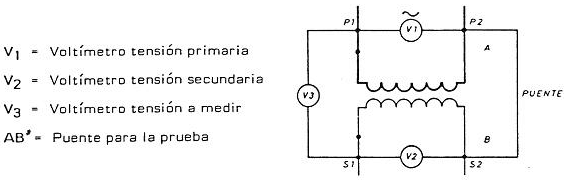 V1 = Voltímetro tensión primaria
V2 = Voltímetro tensión secundaria
V3 = Voltímetro tensión a medir
AB* = Puente para la prueba
P1
P2
V1
A
V3
PUENTE
B
S1
V2
S2